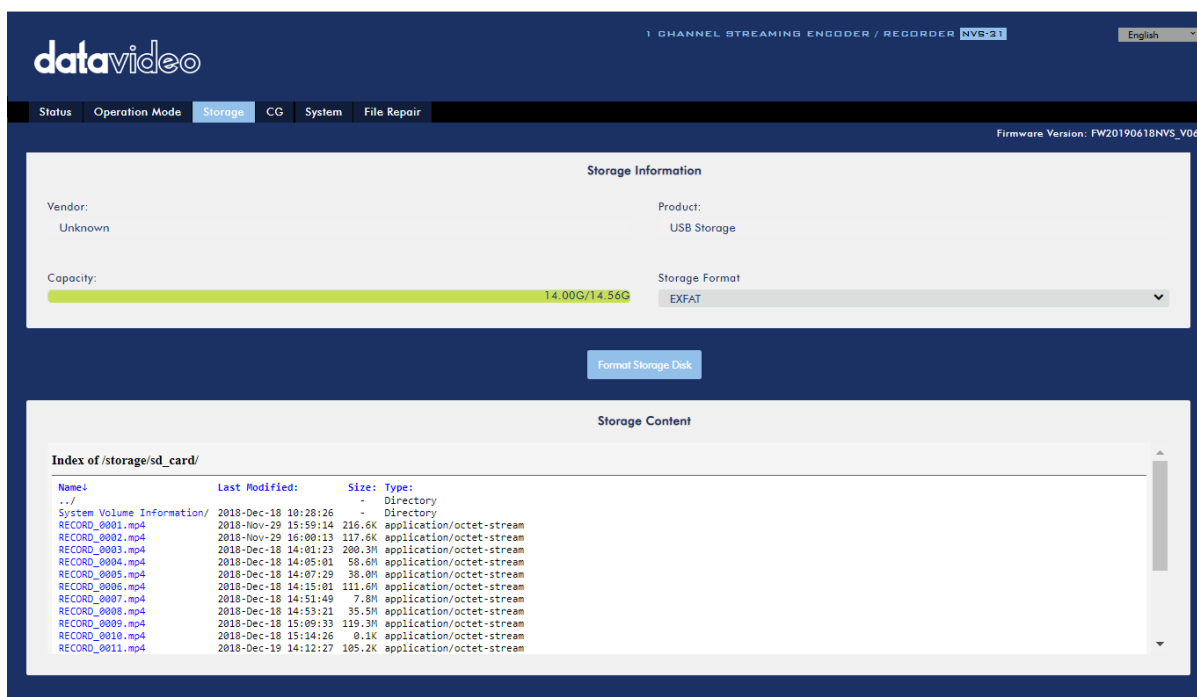 1 CHANNEL STREAMING ENCODER / RECORDER NVS-31
English
datavideo
Status Operation Mode Storage CG System File Repair
Firmware Version: FW20190618NVS_V06
Storage Information
Vendor: Product:
Unknown USB Storage
Capacity: Storage Format
14.00G/14.56G EXFAT
Format Storage Disk
Storage Content
Index of /storage/sd_card/
Name↓ Last Modified: Size: Type:
../ - Directory
System Volume Information/ 2018-Dec-18 10:28:26 - Directory
RECORD_0001.mp4 2018-Nov-29 15:59:14 216.6K application/octet-stream
RECORD_0002.mp4 2018-Nov-29 16:00:13 117.6K application/octet-stream
RECORD_0003.mp4 2018-Dec-18 14:01:23 200.3M application/octet-stream
RECORD_0004.mp4 2018-Dec-18 14:05:01 58.6M application/octet-stream
RECORD_0005.mp4 2018-Dec-18 14:07:29 38.0M application/octet-stream
RECORD_0006.mp4 2018-Dec-18 14:15:01 111.6M application/octet-stream
RECORD_0007.mp4 2018-Dec-18 14:51:49 7.8M application/octet-stream
RECORD_0008.mp4 2018-Dec-18 14:53:21 35.5M application/octet-stream
RECORD_0009.mp4 2018-Dec-18 15:09:33 119.3M application/octet-stream
RECORD_0010.mp4 2018-Dec-18 15:14:26 0.1K application/octet-stream
RECORD_0011.mp4 2018-Dec-19 14:12:27 105.2K application/octet-stream